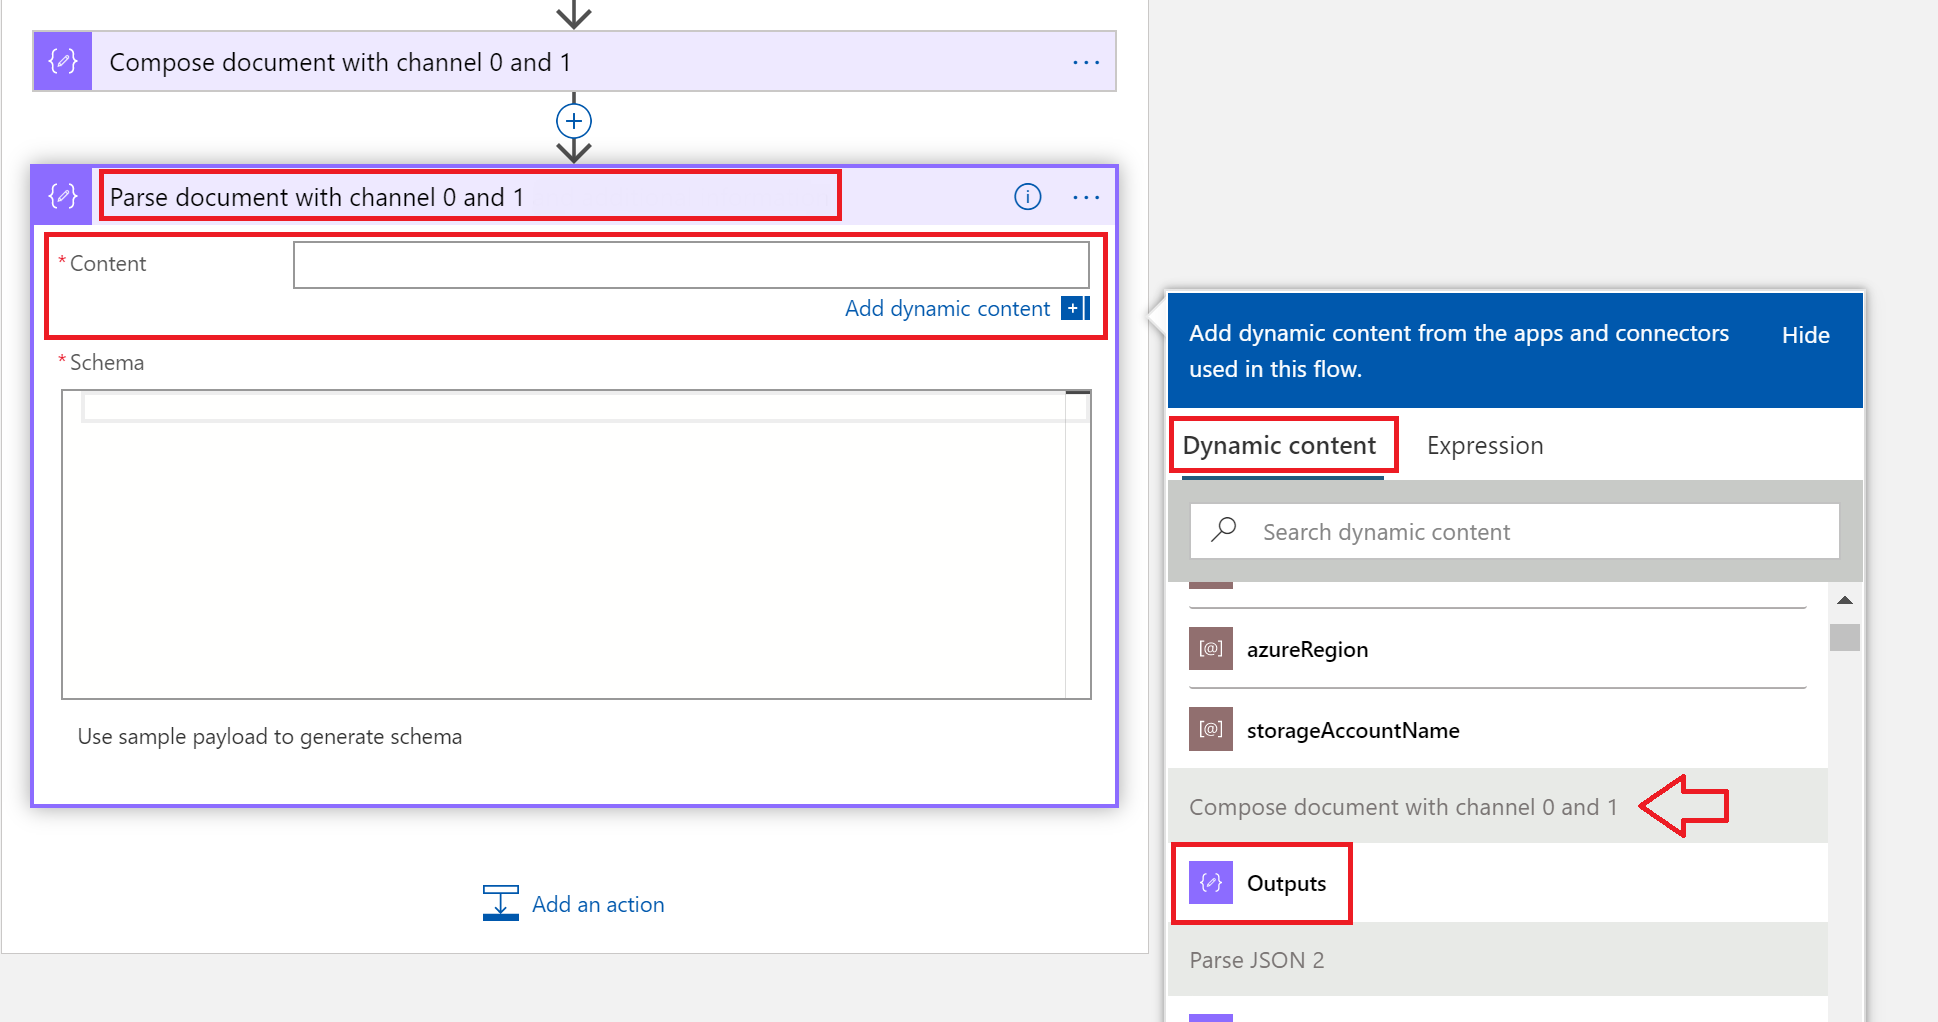 Compose document with channel 0 and 1
...
Parse document with channel 0 and 1
...
* Content
Add dynamic content
* Schema
Use sample payload to generate schema
Add an action
Add dynamic content from the apps and connectors
used in this flow.
Hide
Dynamic content
Expression
Search dynamic content
[@] azureRegion
[@] storageAccountName
Compose document with channel 0 and 1
Outputs
Parse JSON 2